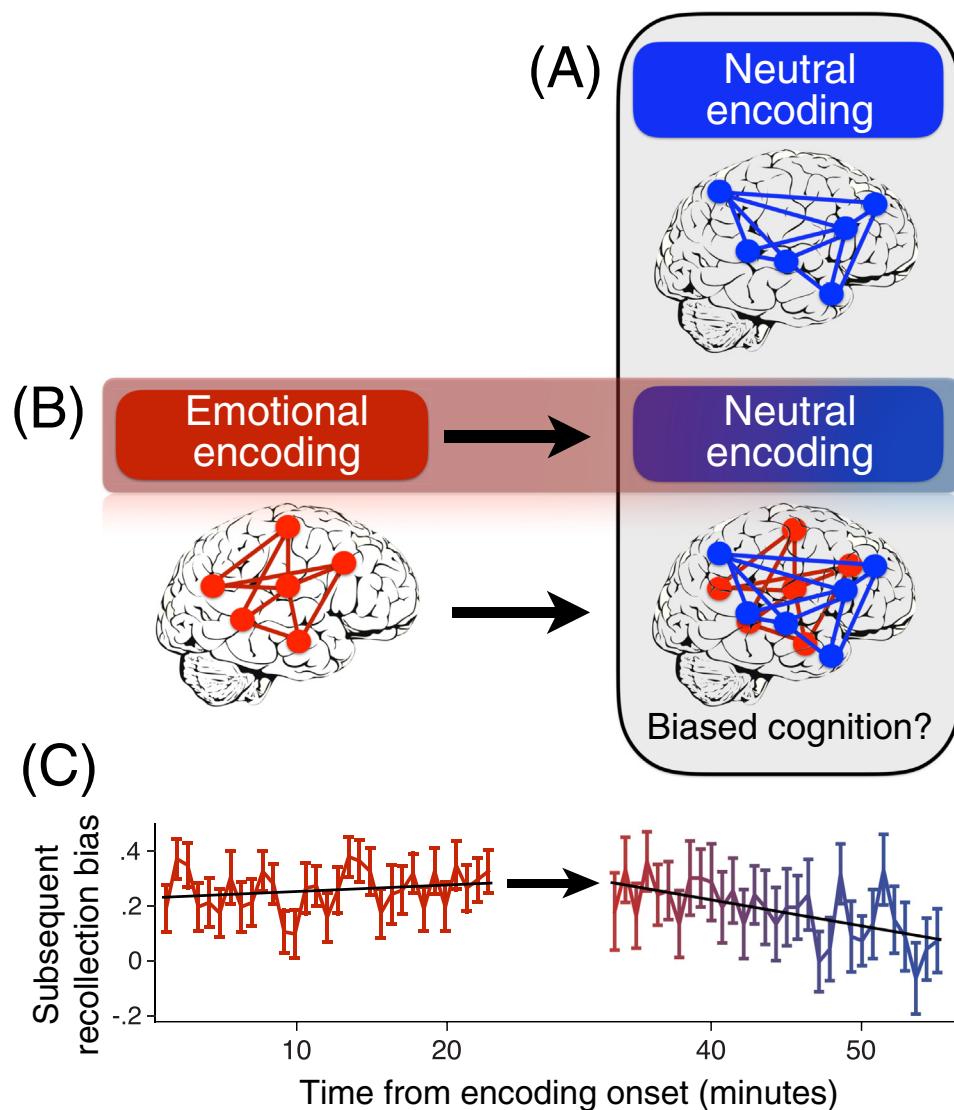 (A)
Neutral
encoding
(B)
Emotional
encoding
Neutral
encoding
Biased cognition?
(C)
Subsequent
recollection bias
.4
.2
0
-.2
10
20
40
50
Time from encoding onset (minutes)